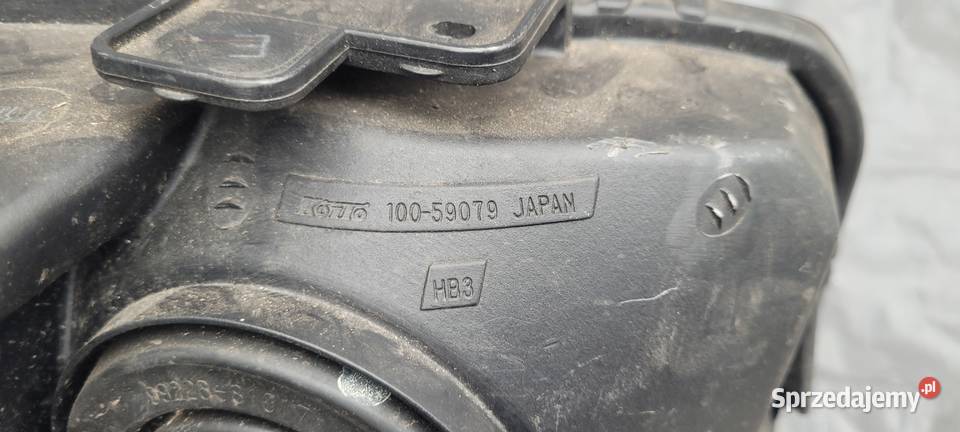 KOITO 100-59079 JAPAN
HB3
Sprzedajemy.pl